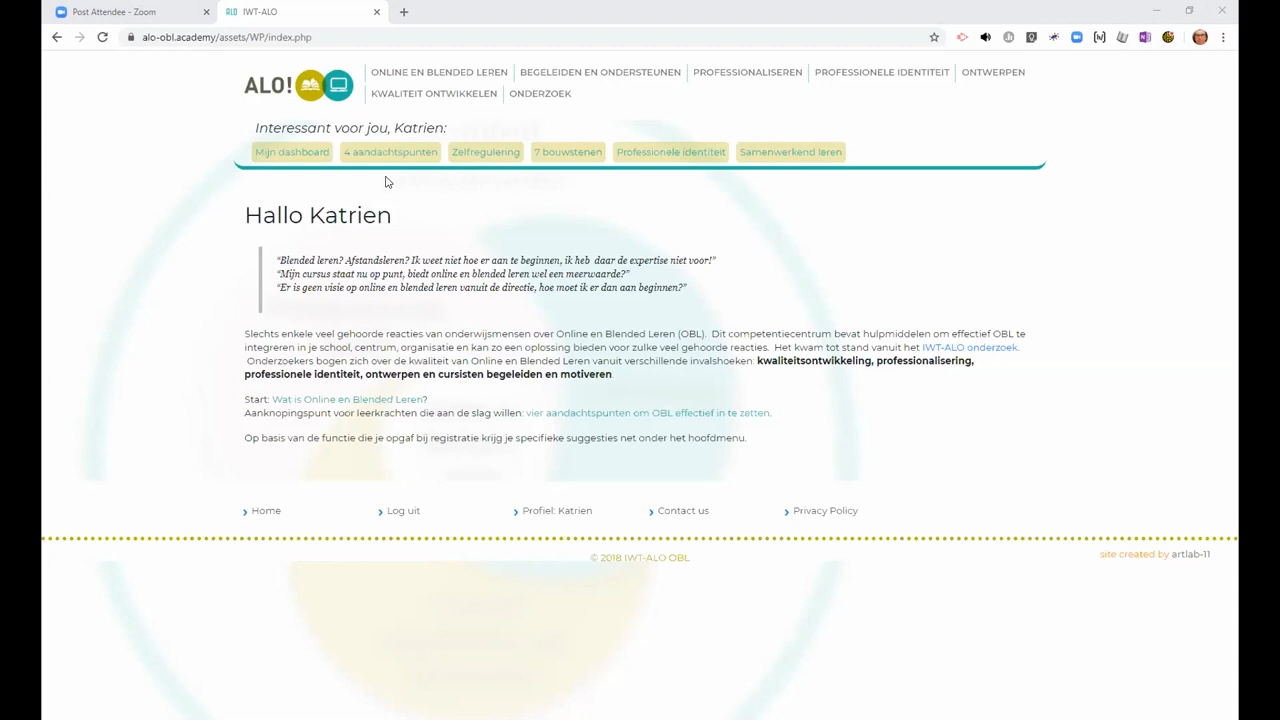 Post Attendee - Zoom
IWT-ALO
alo-obl.academy/assets/WP/index.php
ALO!
ONLINE EN BLENDED LEREN
BEGELEIDEN EN ONDERSTEUNEN
PROFESSIONALISEREN
PROFESSIONELE IDENTITEIT
ONTWERPEN
KWALITEIT ONTWIKKELEN
ONDERZOEK
Interessant voor jou, Katrien:
Mijn dashboard
4 aandachtspunten
Zelfregulering
7 bouwstenen
Professionele identiteit
Samenwerkend leren
Hallo Katrien
“Blended leren? Afstandsleren? Ik weet niet hoe er aan te beginnen, ik heb  daar de expertise niet voor!”
“Mijn cursus staat nu op punt, biedt online en blended leren wel een meerwaarde?”
“Er is geen visie op online en blended leren vanuit de directie, hoe moet ik er dan aan beginnen?”
Slechts enkele veel gehoorde reacties van onderwijsmensen over Online en Blended Leren (OBL).  Dit competentiecentrum bevat hulpmiddelen om effectief OBL te
integreren in je school, centrum, organisatie en kan zo een oplossing bieden voor zulke veel gehoorde reacties.  Het kwam tot stand vanuit het IWT-ALO onderzoek.
Onderzoekers bogen zich over de kwaliteit van Online en Blended Leren vanuit verschillende invalshoeken: kwaliteitsontwikkeling, professionalisering,
professionele identiteit, ontwerpen en cursisten begeleiden en motiveren.
Start: Wat is Online en Blended Leren?
Aanknopingspunt voor leerkrachten die aan de slag willen: vier aandachtspunten om OBL effectief in te zetten.
Op basis van de functie die je opgaf bij registratie krijg je specifieke suggesties net onder het hoofdmenu.
Home
Log uit
Profiel: Katrien
Contact us
Privacy Policy
© 2018 IWT-ALO OBL
site created by artlab-11